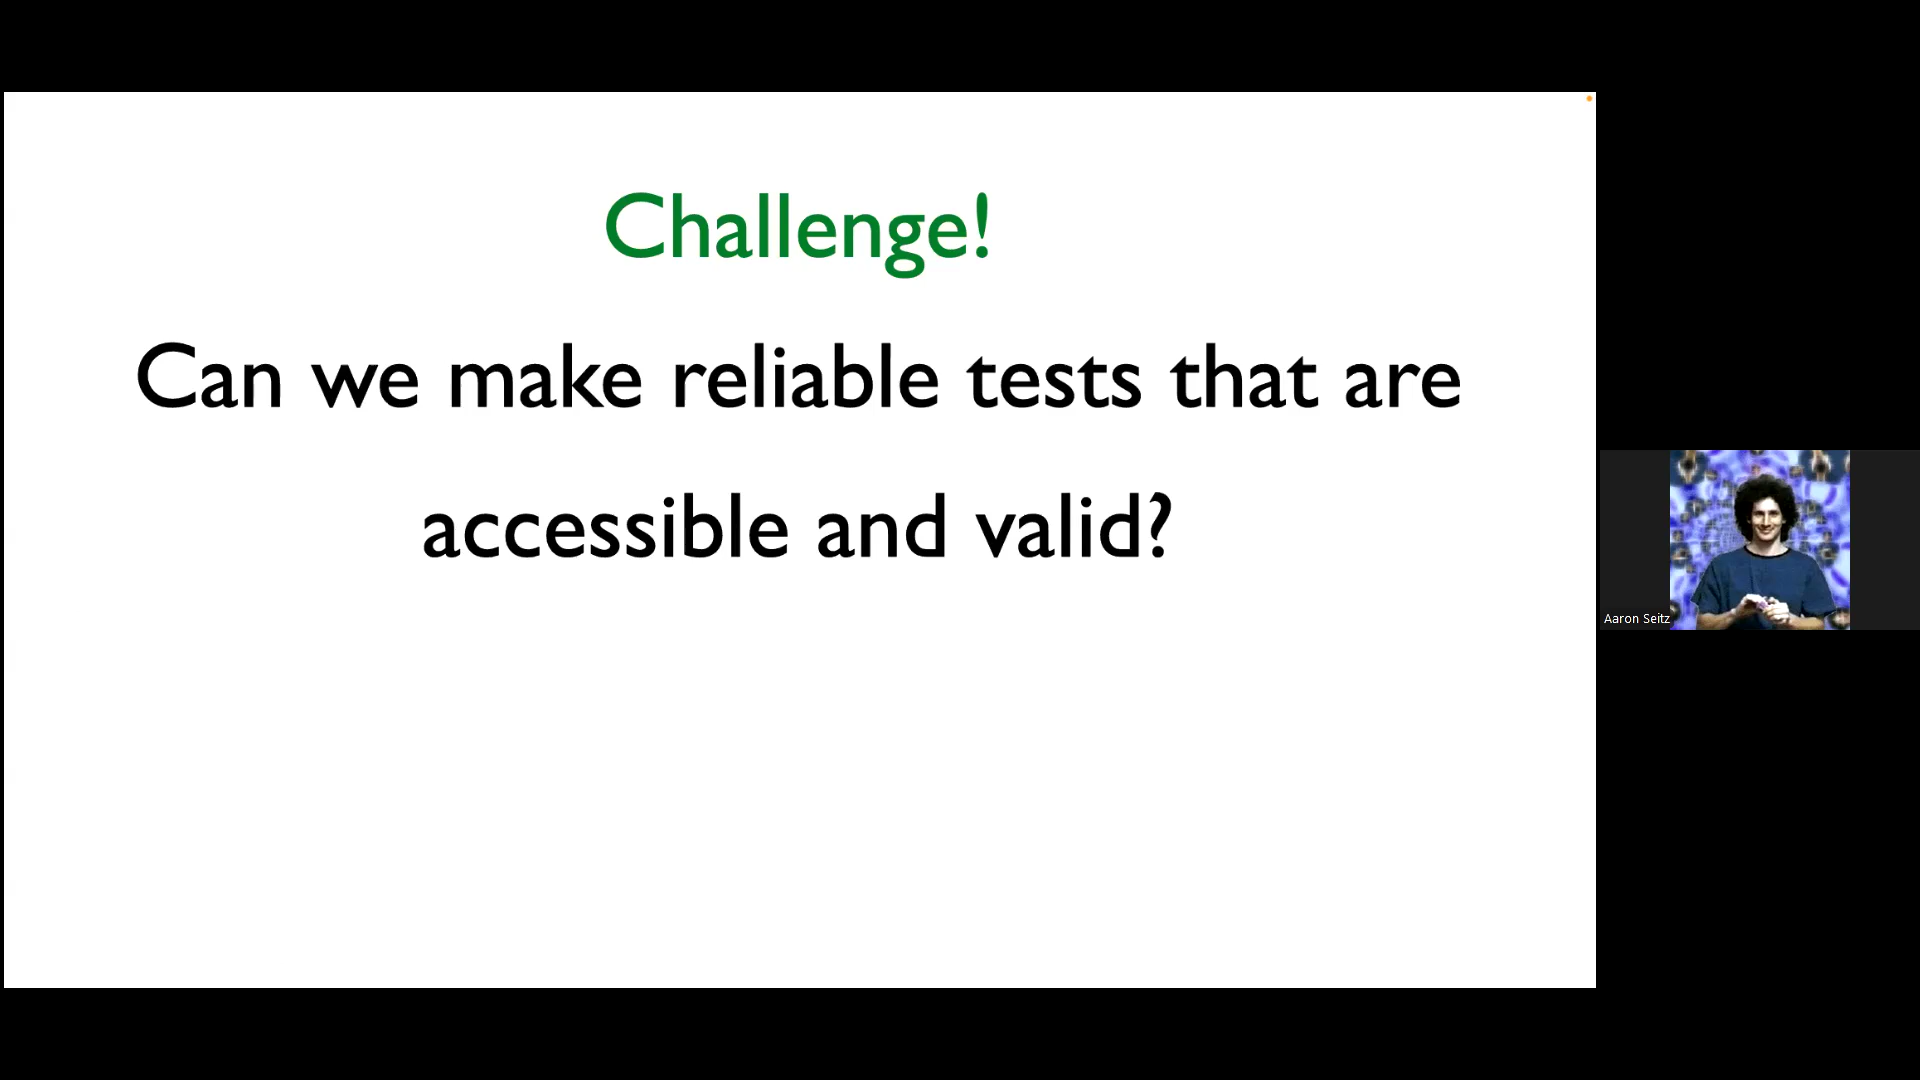 Challenge!
Can we make reliable tests that are
accessible and valid?
Aaron Seitz